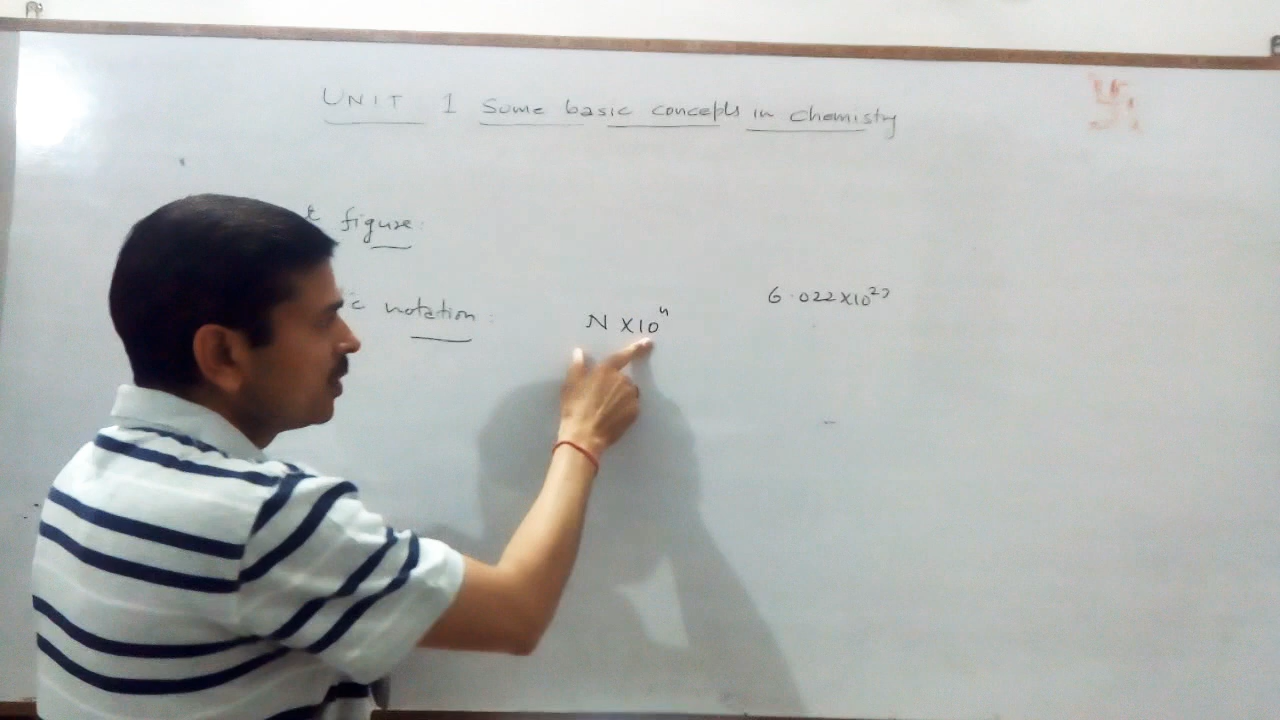 UNIT 1 Some basic concepts in chemistry
t figure:
c notation:
N X10ⁿ
6.022X10²³